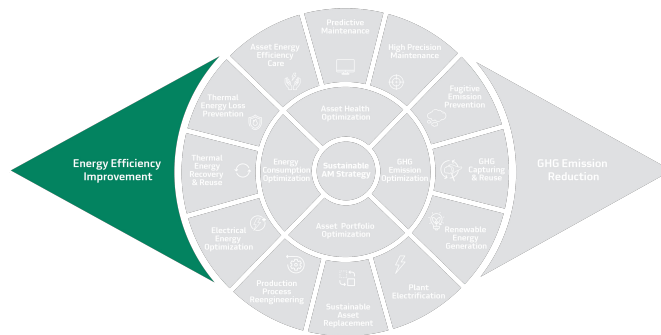 Predictive
Maintenance
High Precision
Maintenance
Fugitive
Emission
Prevention
GHG
Capturing
& Reuse
Renewable
Energy
Generation
Plant
Electrification
Sustainable
Asset
Replacement
Production
Process
Reengineering
Electrical
Energy
Optimization
Thermal
Energy
Recovery
& Reuse
Thermal
Energy Loss
Prevention
Asset Energy
Efficiency
Care
Asset Health
Optimization
GHG
Emission
Optimization
Asset Portfolio
Optimization
Energy
Consumption
Optimization
Sustainable
AM Strategy
Energy Efficiency
Improvement
GHG Emission
Reduction